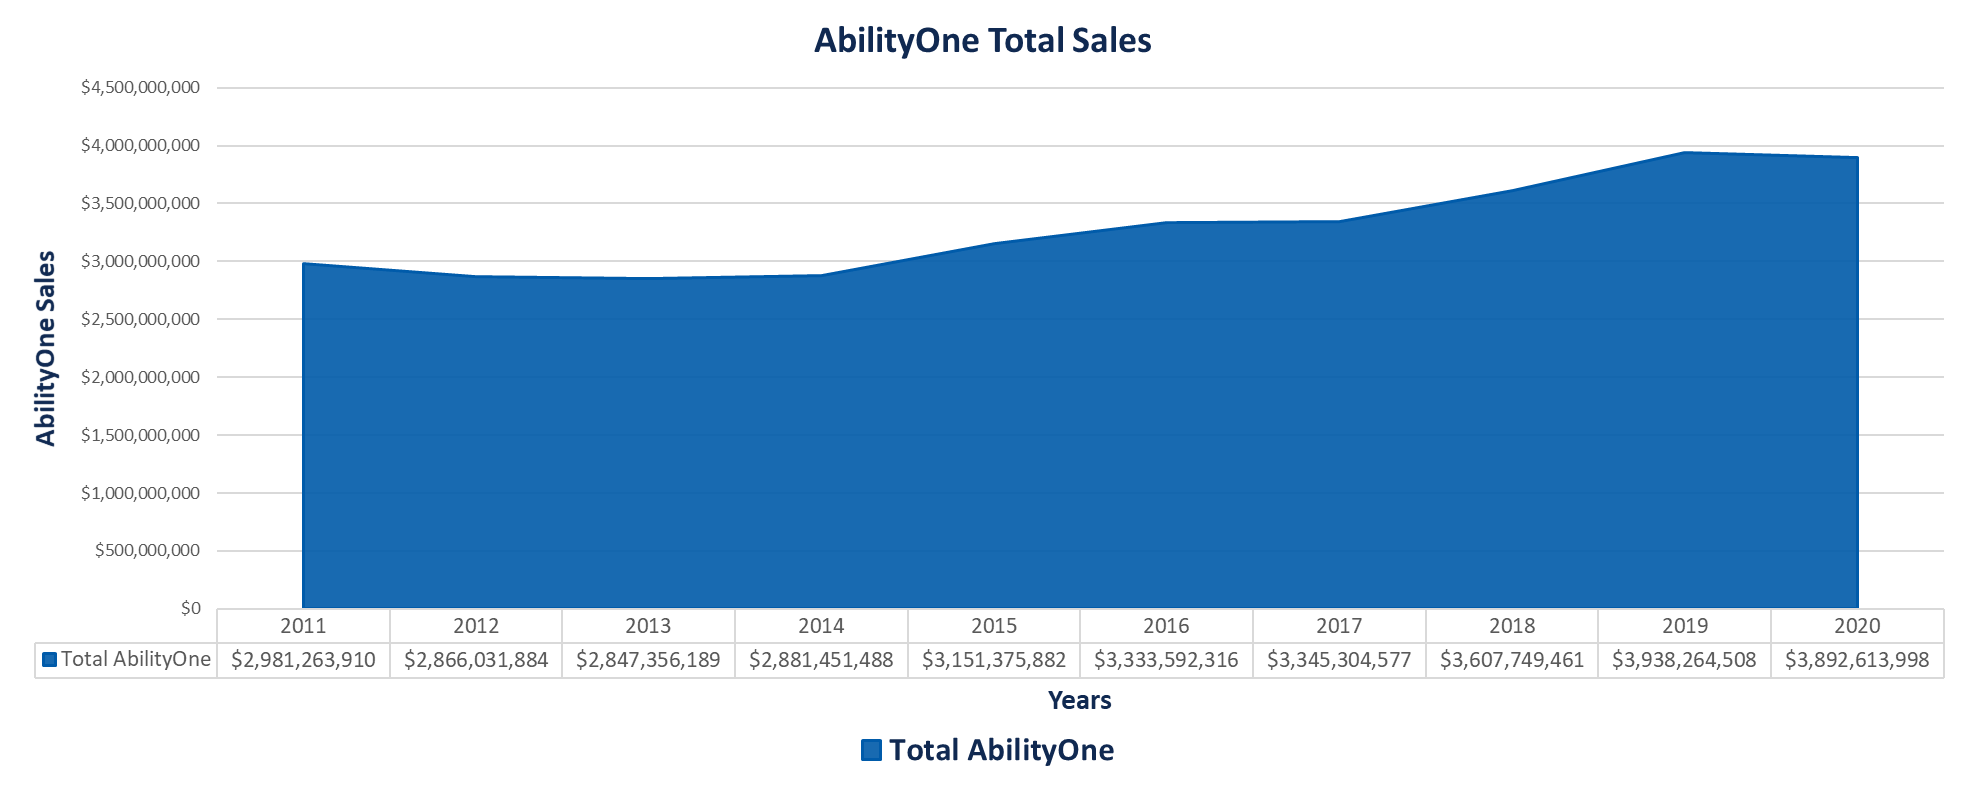 AbilityOne Total Sales
$4,500,000,000
$4,000,000,000
$3,500,000,000
$3,000,000,000
$2,500,000,000
$2,000,000,000
$1,500,000,000
$1,000,000,000
$500,000,000
$0
AbilityOne Sales
2011 2012 2013 2014 2015 2016 2017 2018 2019 2020
Total AbilityOne $2,981,263,910 $2,866,031,884 $2,847,356,189 $2,881,451,488 $3,151,375,882 $3,333,592,316 $3,345,304,577 $3,607,749,461 $3,938,264,508 $3,892,613,998
Years
Total AbilityOne